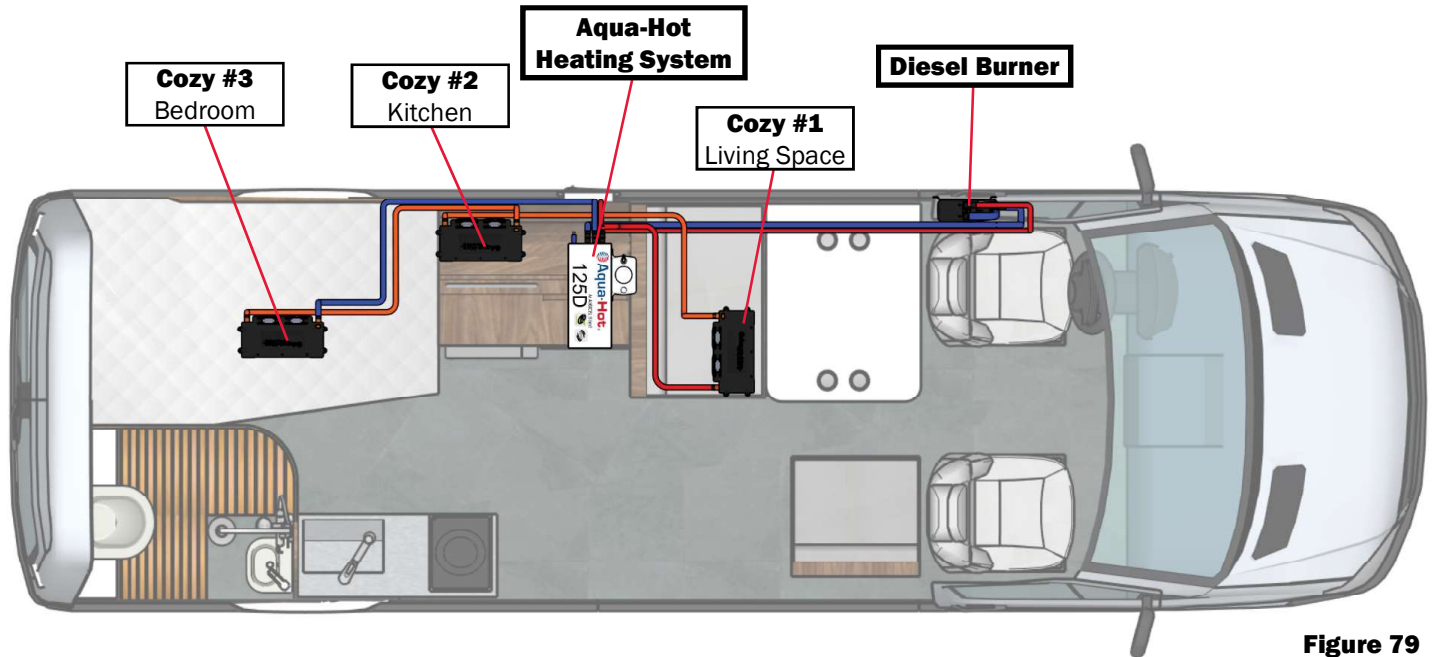 Aqua-Hot
Heating System
Diesel Burner
Cozy #3
Bedroom
Cozy #2
Kitchen
Cozy #1
Living Space
Aqua-Hot.
125D
Figure 79